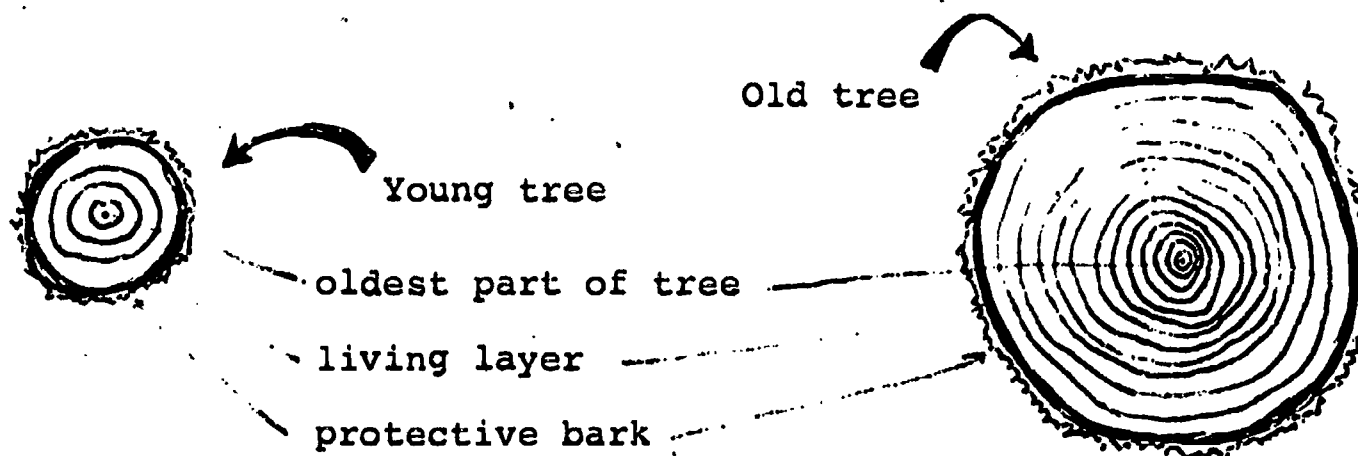 Old tree
Young tree
oldest part of tree
living layer
protective bark